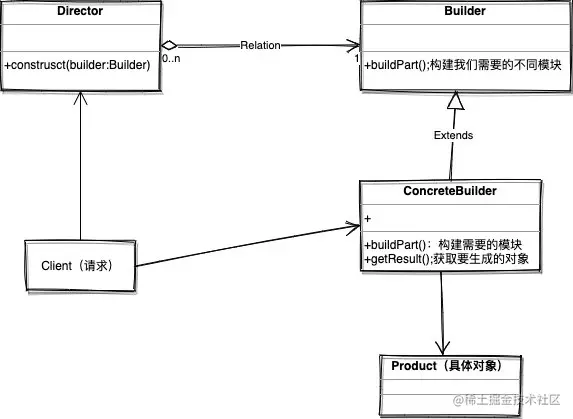 Director
+construsct(builder:Builder)
0..n
Relation
1
Builder
+buildPart();构建我们需要的不同模块
Extends
ConcreteBuilder
+
+buildPart()：构建需要的模块
+getResult();获取要生成的对象
Client（请求）
Product（具体对象）
@稀土掘金技术社区